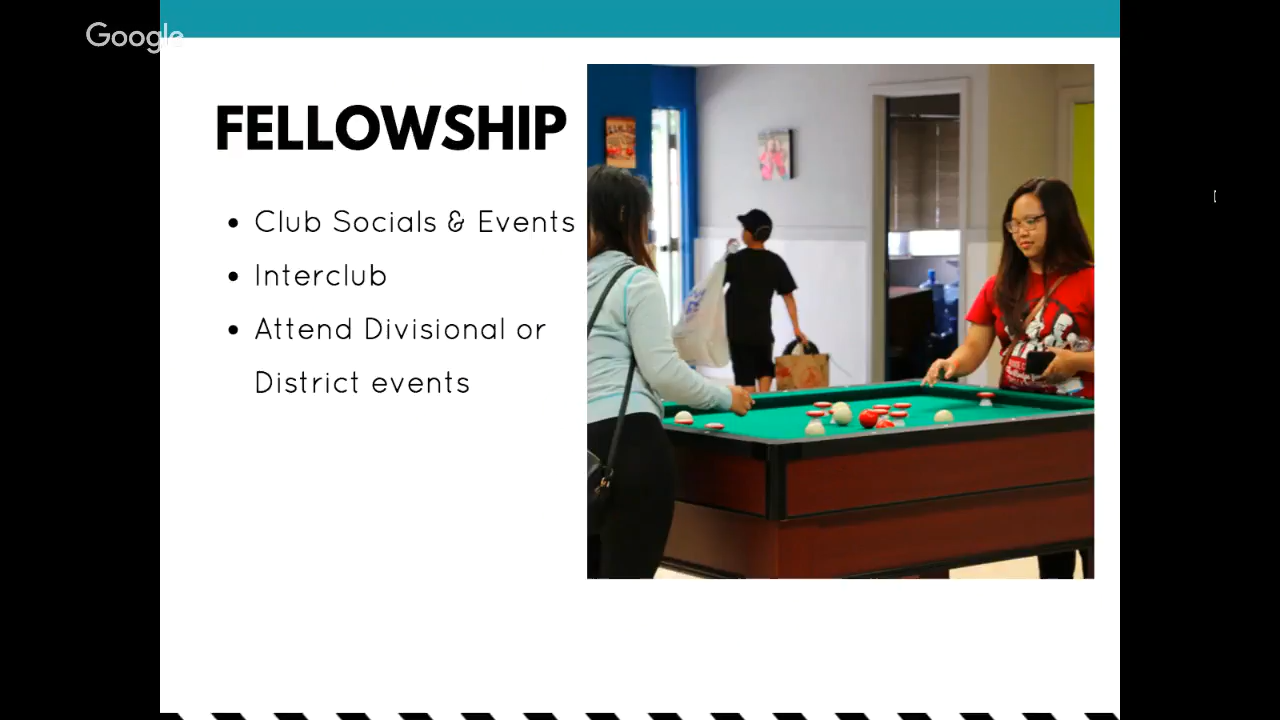 Google
FELLOWSHIP
• Club Socials & Events
• Interclub
• Attend Divisional or
District events